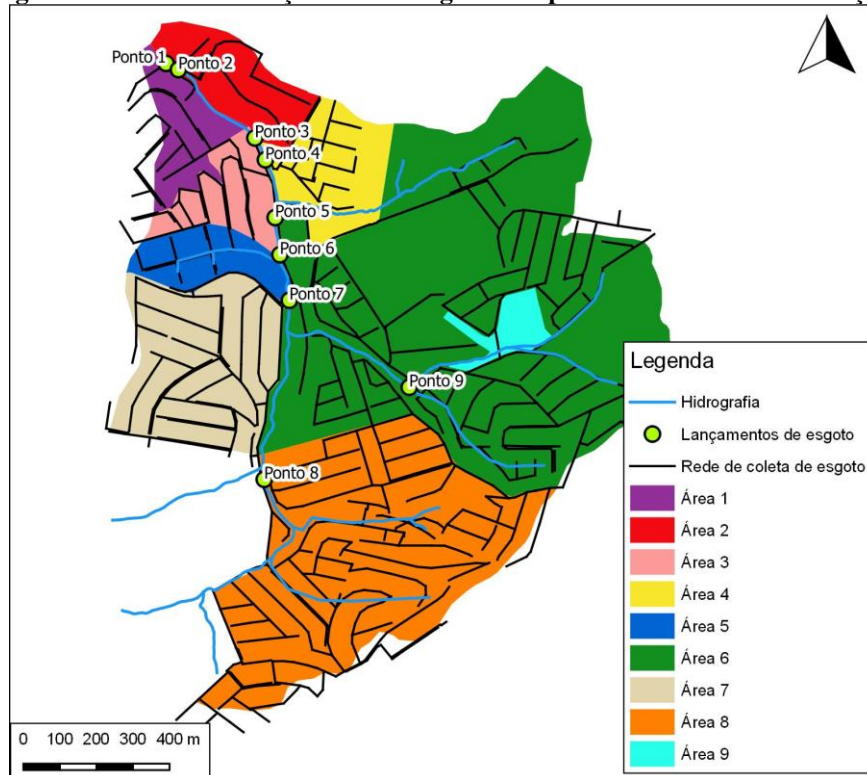 Ponto 1
Ponto 2
Ponto 3
Ponto 4
Ponto 5
Ponto 6
Ponto 7
Ponto 9
Ponto 8
Legenda
Hidrografia
Lançamentos de esgoto
Rede de coleta de esgoto
Área 1
Área 2
Área 3
Área 4
Área 5
Área 6
Área 7
Área 8
Área 9
0 100 200 300 400 m